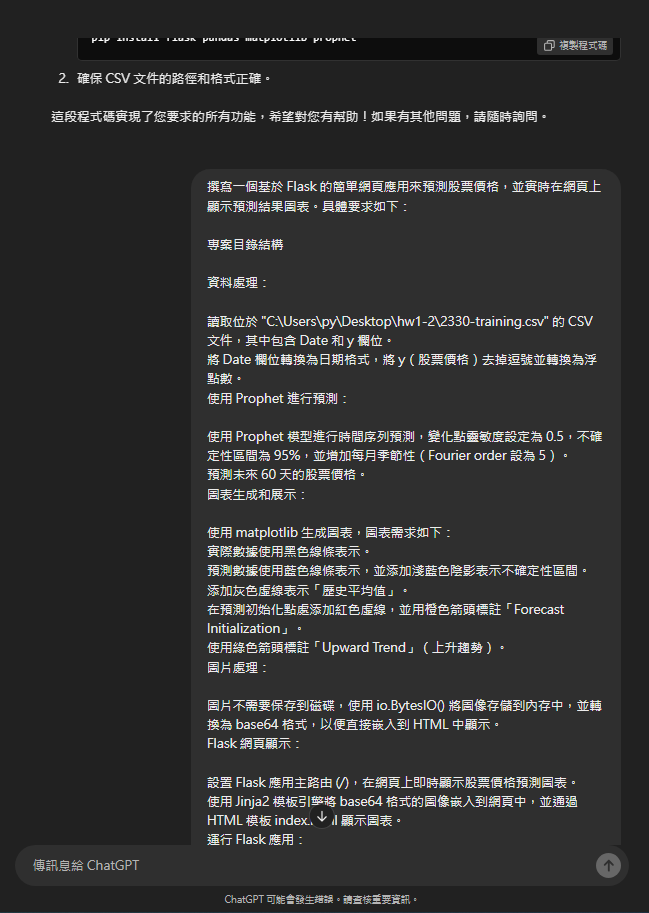 pip install flask pandas matplotlib prophet
複製程式碼
2. 確保 CSV 文件的路徑和格式正確。
這段程式碼實現了您要求的所有功能，希望對您有幫助！如果有其他問題，請隨時詢問。
撰寫一個基於 Flask 的簡單網頁應用來預測股票價格，並實時在網頁上
顯示預測結果圖表。具體要求如下：
專案目錄結構
資料處理：
讀取位於 "C:\Users\py\Desktop\hw1-2\2330-training.csv" 的 CSV
文件，其中包含 Date 和 y 欄位。
將 Date 欄位轉換為日期格式，將 y（股票價格）去掉逗號並轉換為浮
點數。
使用 Prophet 進行預測：
使用 Prophet 模型進行時間序列預測，變化點靈敏度設定為 0.5，不確
定性區間為 95%，並增加每月季節性（Fourier order 設為 5）。
預測未來 60 天的股票價格。
圖表生成和展示：
使用 matplotlib 生成圖表，圖表需求如下：
實際數據使用黑色線條表示。
預測數據使用藍色線條表示，並添加淺藍色陰影表示不確定性區間。
添加灰色虛線表示「歷史平均值」。
在預測初始化點處添加紅色虛線，並用橙色箭頭標註「Forecast
Initialization」。
使用綠色箭頭標註「Upward Trend」（上升趨勢）。
圖片處理：
圖片不需要保存到磁碟，使用 io.BytesIO() 將圖像存儲到內存中，並轉
換為 base64 格式，以便直接嵌入到 HTML 中顯示。
Flask 網頁顯示：
設置 Flask 應用主路由 (/)，在網頁上即時顯示股票價格預測圖表。
使用 Jinja2 模板引擎將 base64 格式的圖像嵌入到網頁中，並通過
HTML 模板 顯示圖表。
運行 Flask 應用：
傳訊息給 ChatGPT
ChatGPT 可能會發生錯誤。請查核重要資訊。